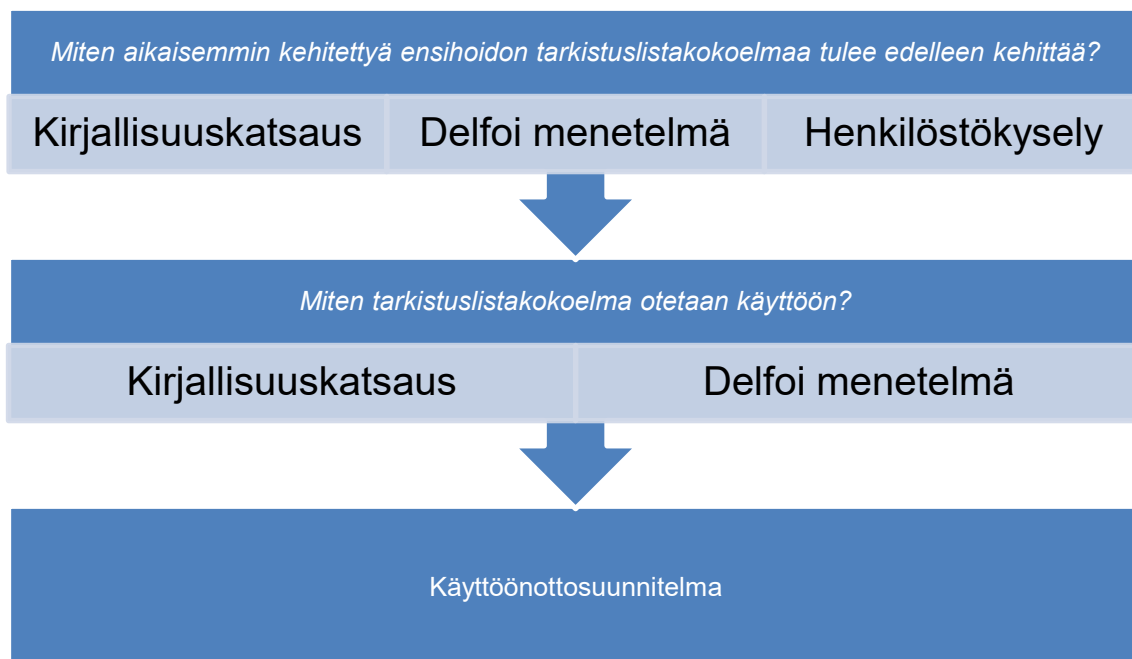 Miten aikaisemmin kehitettyä ensihoidon tarkistuslistakokoelmaa tulee edelleen kehittää?
Kirjallisuuskatsaus Delfoi menetelmä Henkilöstökysely
Miten tarkistuslistakokoelma otetaan käyttöön?
Kirjallisuuskatsaus Delfoi menetelmä
Käyttöönottosuunnitelma